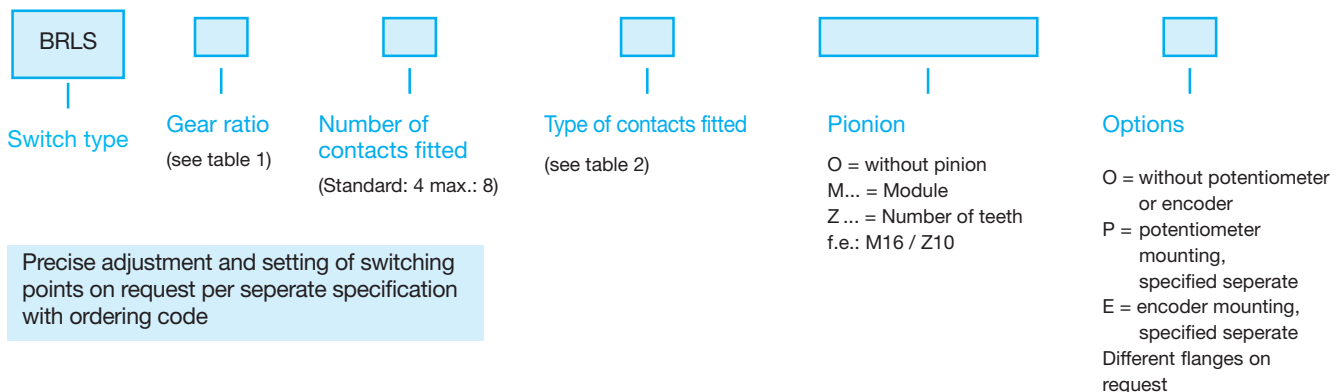 BRLS
Switch type
Gear ratio
(see table 1)
Number of
contacts fitted
(Standard: 4 max.: 8)
Type of contacts fitted
(see table 2)
Pionion
O = without pinion
M... = Module
Z ... = Number of teeth
f.e.: M16 / Z10
Options
O = without potentiometer
or encoder
P = potentiometer
mounting,
specified seperate
E = encoder mounting,
specified seperate
Different flanges on
request
Precise adjustment and setting of switching
points on request per seperate specification
with ordering code